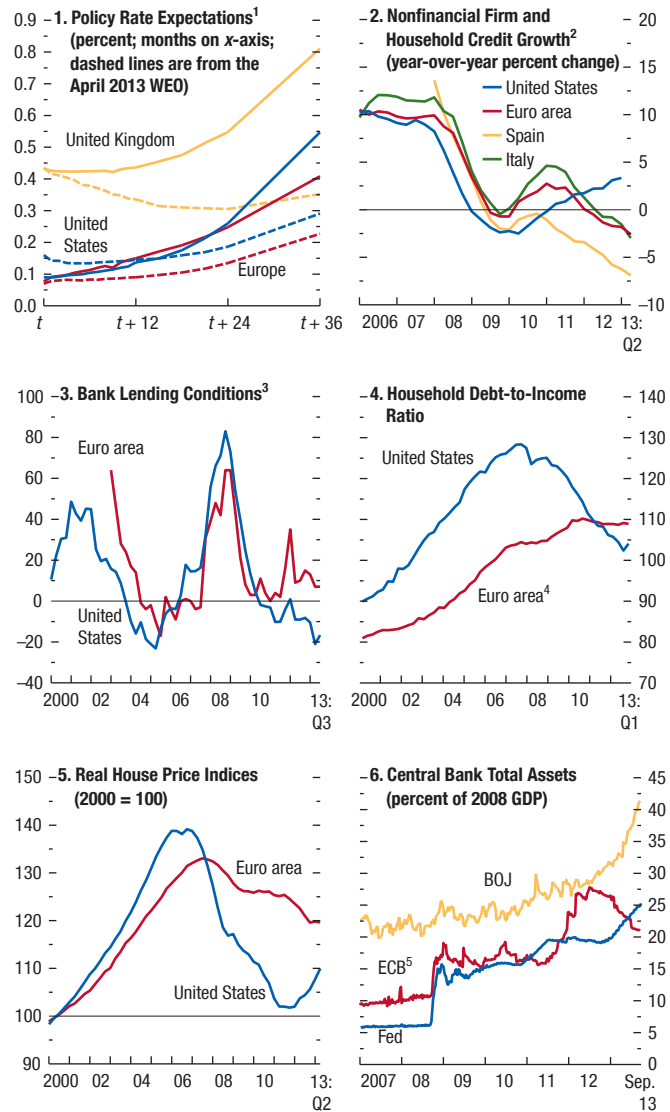 1. Policy Rate Expectations¹
(percent; months on x-axis;
dashed lines are from the
April 2013 WEO)
0.9
0.8
0.7
0.6
0.5
0.4
0.3
0.2
0.1
0.0
United Kingdom
United
States
Europe
t
t + 12
t + 24
t + 36
2. Nonfinancial Firm and
Household Credit Growth²
(year-over-year percent change)
United States
Euro area
Spain
Italy
20
15
10
5
0
–5
–10
2006 07 08 09 10 11 12 13:
Q2
3. Bank Lending Conditions³
100
80
60
40
20
0
–20
–40
Euro area
United
States
2000 02 04 06 08 10 13:
Q3
4. Household Debt-to-Income
Ratio
140
130
120
110
100
90
80
70
United States
Euro area⁴
2000 02 04 06 08 10 13:
Q1
5. Real House Price Indices
(2000 = 100)
150
140
130
120
110
100
90
Euro area
United States
2000 02 04 06 08 10 13:
Q2
6. Central Bank Total Assets
(percent of 2008 GDP)
45
40
35
30
25
20
15
10
5
0
BOJ
ECB⁵
Fed
2007 08 09 10 11 12 Sep.
13